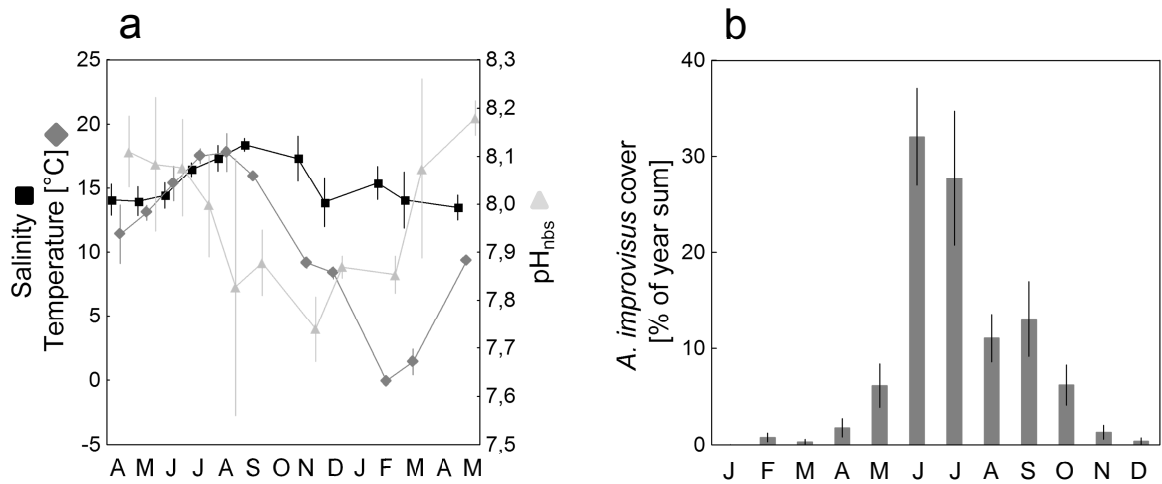 a
Salinity
Temperature [°C]
25
20
15
10
5
0
-5
8,3
8,2
8,1
8,0
7,9
7,8
7,7
7,6
7,5
pHnbs
A M J J A S O N D J F M A M
b
A. improvisus cover
[% of year sum]
40
30
20
10
0
J F M A M J J A S O N D